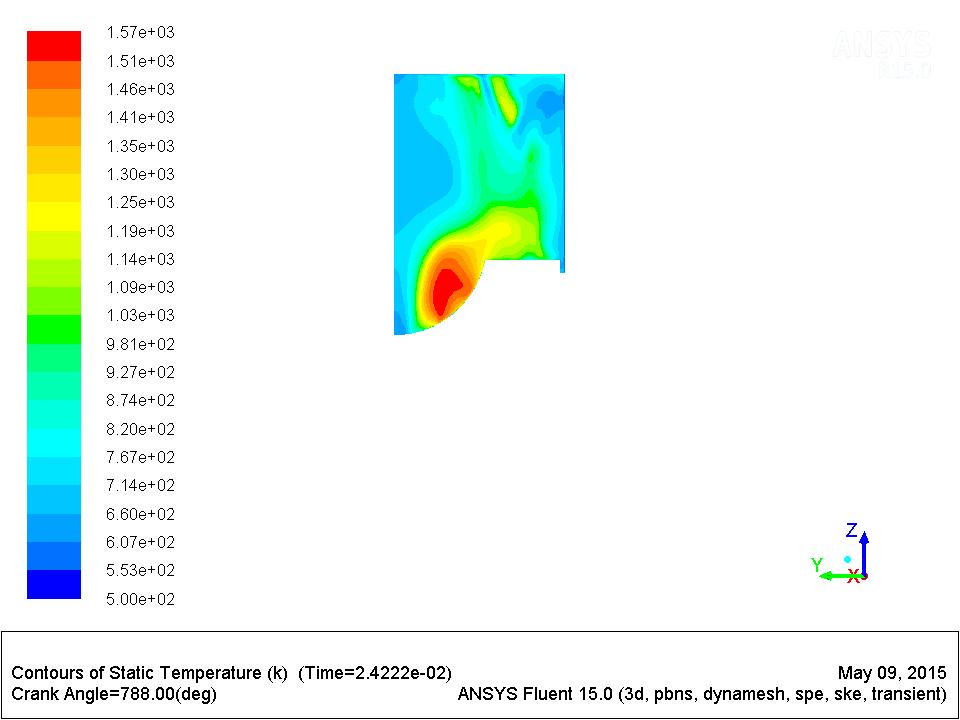 1.57e+03
1.51e+03
1.46e+03
1.41e+03
1.35e+03
1.30e+03
1.25e+03
1.19e+03
1.14e+03
1.09e+03
1.03e+03
9.81e+02
9.27e+02
8.74e+02
8.20e+02
7.67e+02
7.14e+02
6.60e+02
6.07e+02
5.53e+02
5.00e+02
ANSYS
R15.0
Z
Y
X
Contours of Static Temperature (k) (Time=2.4222e-02)
Crank Angle=788.00(deg)
May 09, 2015
ANSYS Fluent 15.0 (3d, pbns, dynamesh, spe, ske, transient)